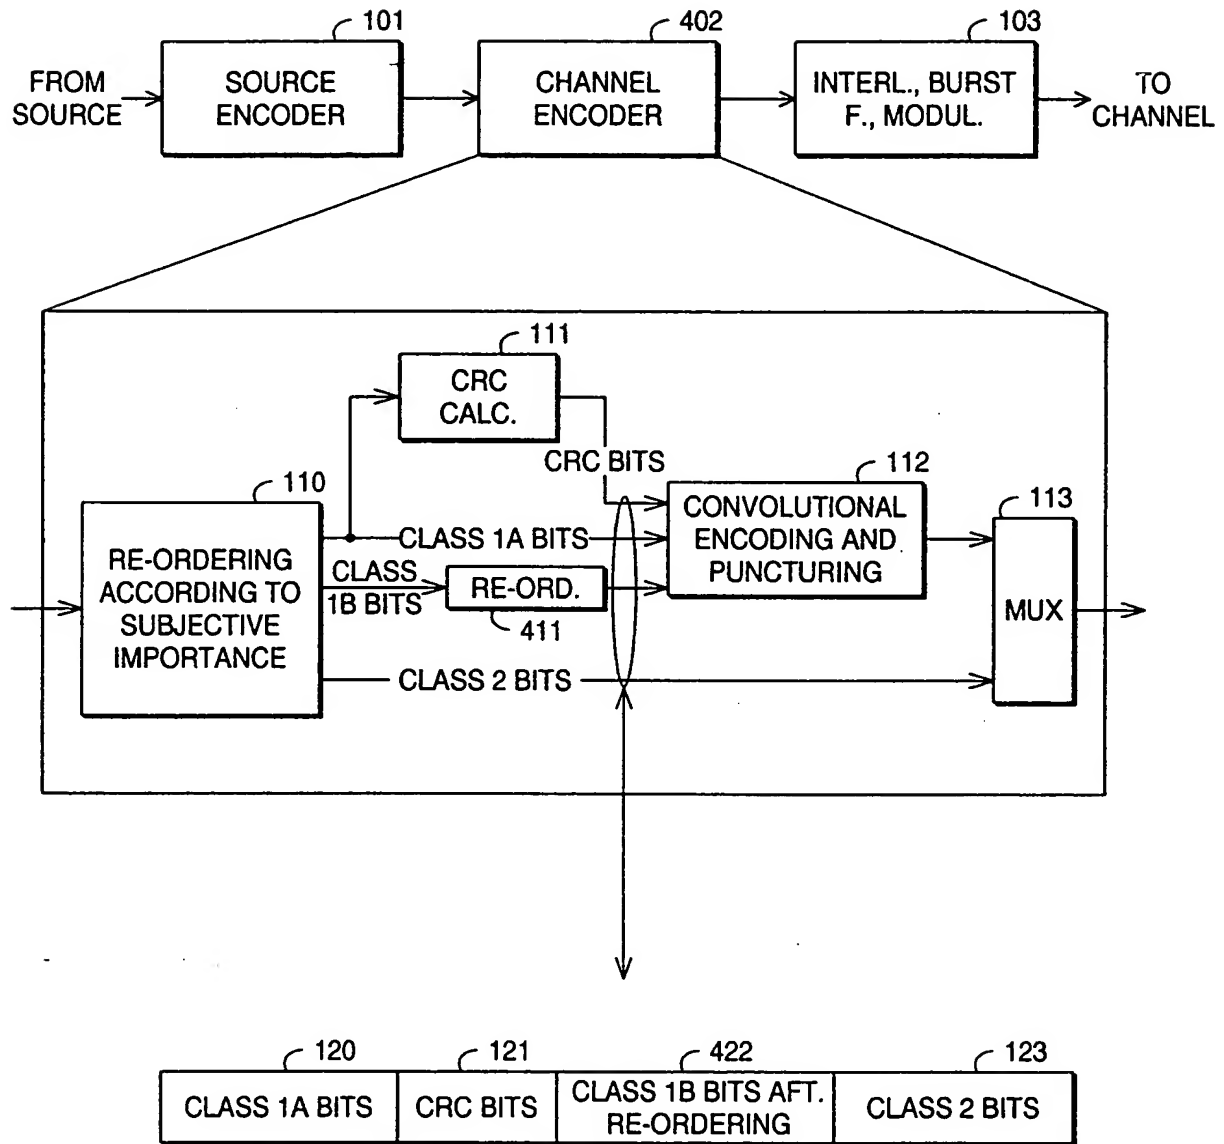 101
402
103
FROM
SOURCE
SOURCE
ENCODER
CHANNEL
ENCODER
INTERL., BURST
F., MODUL.
TO
CHANNEL
111
CRC
CALC.
CRC BITS
110
RE-ORDERING
ACCORDING TO
SUBJECTIVE
IMPORTANCE
CLASS 1A BITS
CLASS
1B BITS
RE-ORD.
411
CLASS 2 BITS
112
CONVOLUTIONAL
ENCODING AND
PUNCTURING
113
MUX
120
121
422
123
CLASS 1A BITS
CRC BITS
CLASS 1B BITS AFT.
RE-ORDERING
CLASS 2 BITS